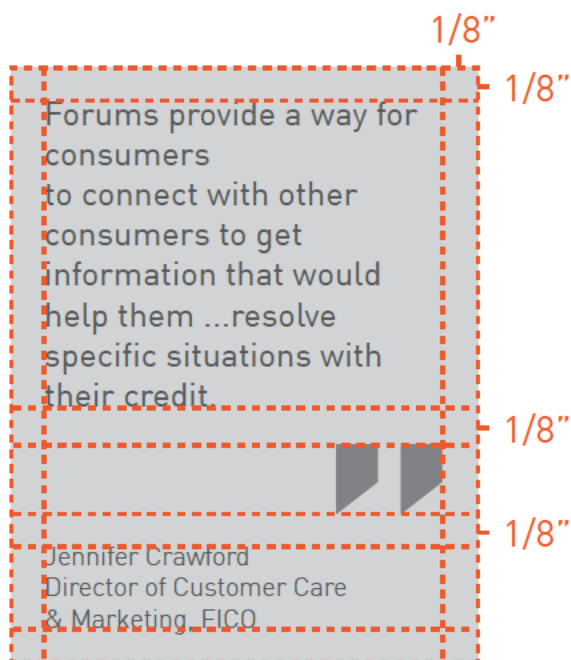 1/8”
1/8”
Forums provide a way for
consumers
to connect with other
consumers to get
information that would
help them ...resolve
specific situations with
their credit.
1/8”
1/8”
Jennifer Crawford
Director of Customer Care
& Marketing, FICO